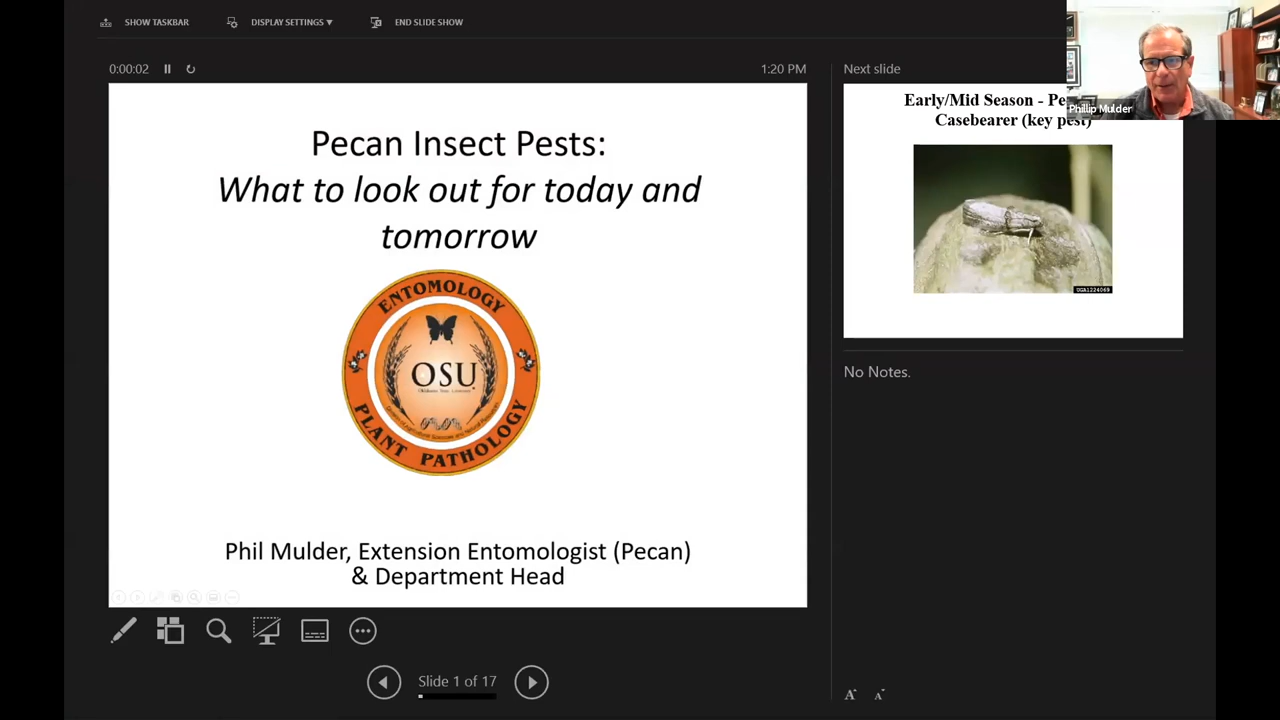 SHOW TASKBAR
DISPLAY SETTINGS ▼
END SLIDE SHOW
0:00:02
1:20 PM
Next slide
Pecan Insect Pests:
What to look out for today and
tomorrow
ENTOMOLOGY
OSU
PLANT PATHOLOGY
Phil Mulder, Extension Entomologist (Pecan)
& Department Head
Early/Mid Season - Pe
Casebearer (key pest)
UGA1224069
Phillip Mulder
No Notes.
Slide 1 of 17